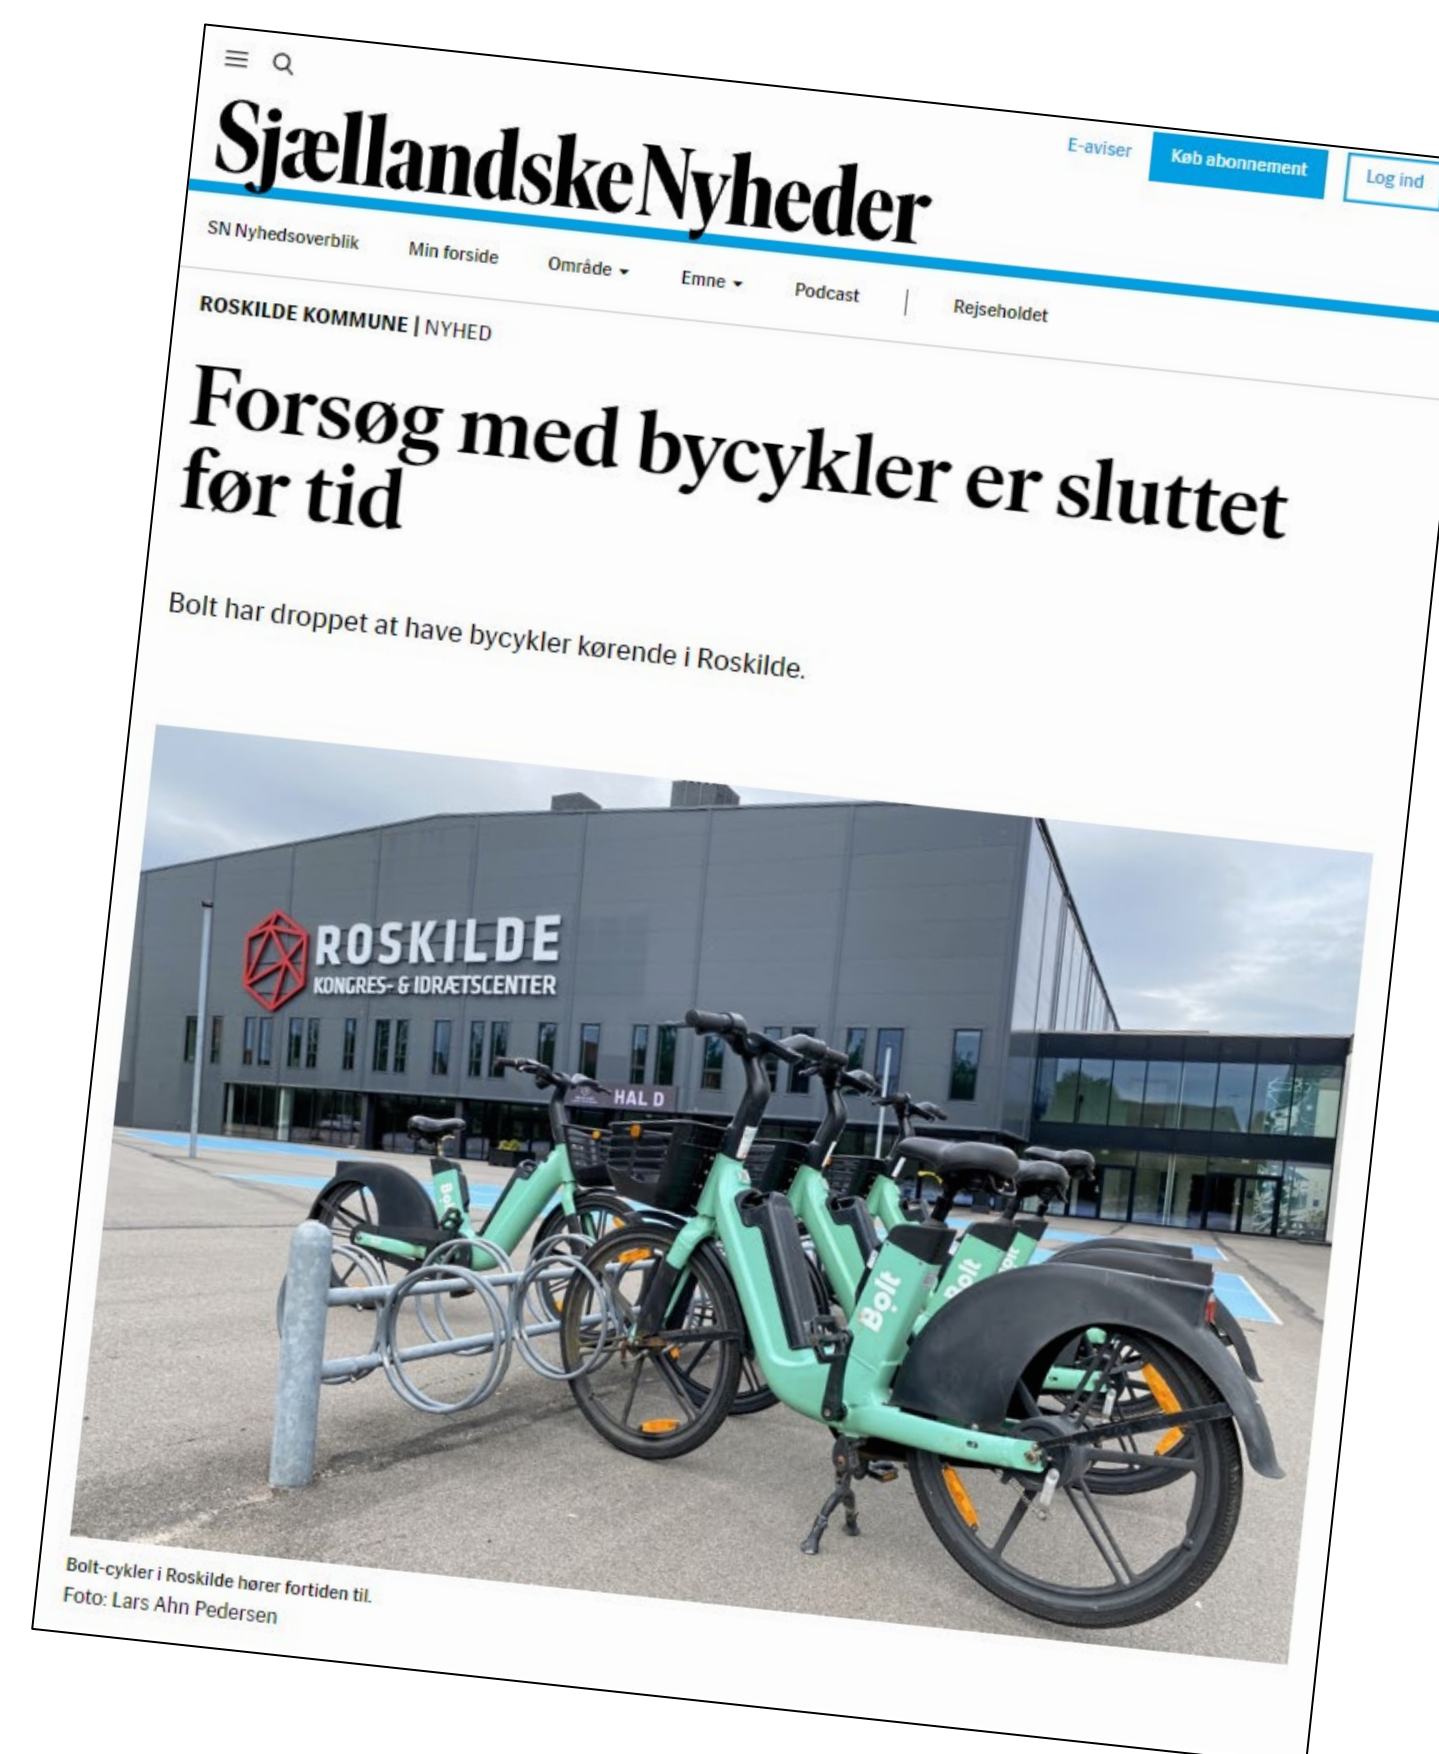 Sjællandske Nyheder
E-aviser
Køb abonnement
Log ind
SN Nyhedsoverblik
Min forside
Område
Emne
Podcast
|
Rejseholdet
ROSKILDE KOMMUNE | NYHED
Forsøg med bycykler er sluttet
før tid
Bolt har droppet at have bycykler kørende i Roskilde.
ROSKILDE
KONGRES- & IDRÆTSCENTER
HAL D
Bolt
Bolt
Bolt
Bolt
Bolt-cykler i Roskilde hører fortiden til.
Foto: Lars Ahn Pedersen